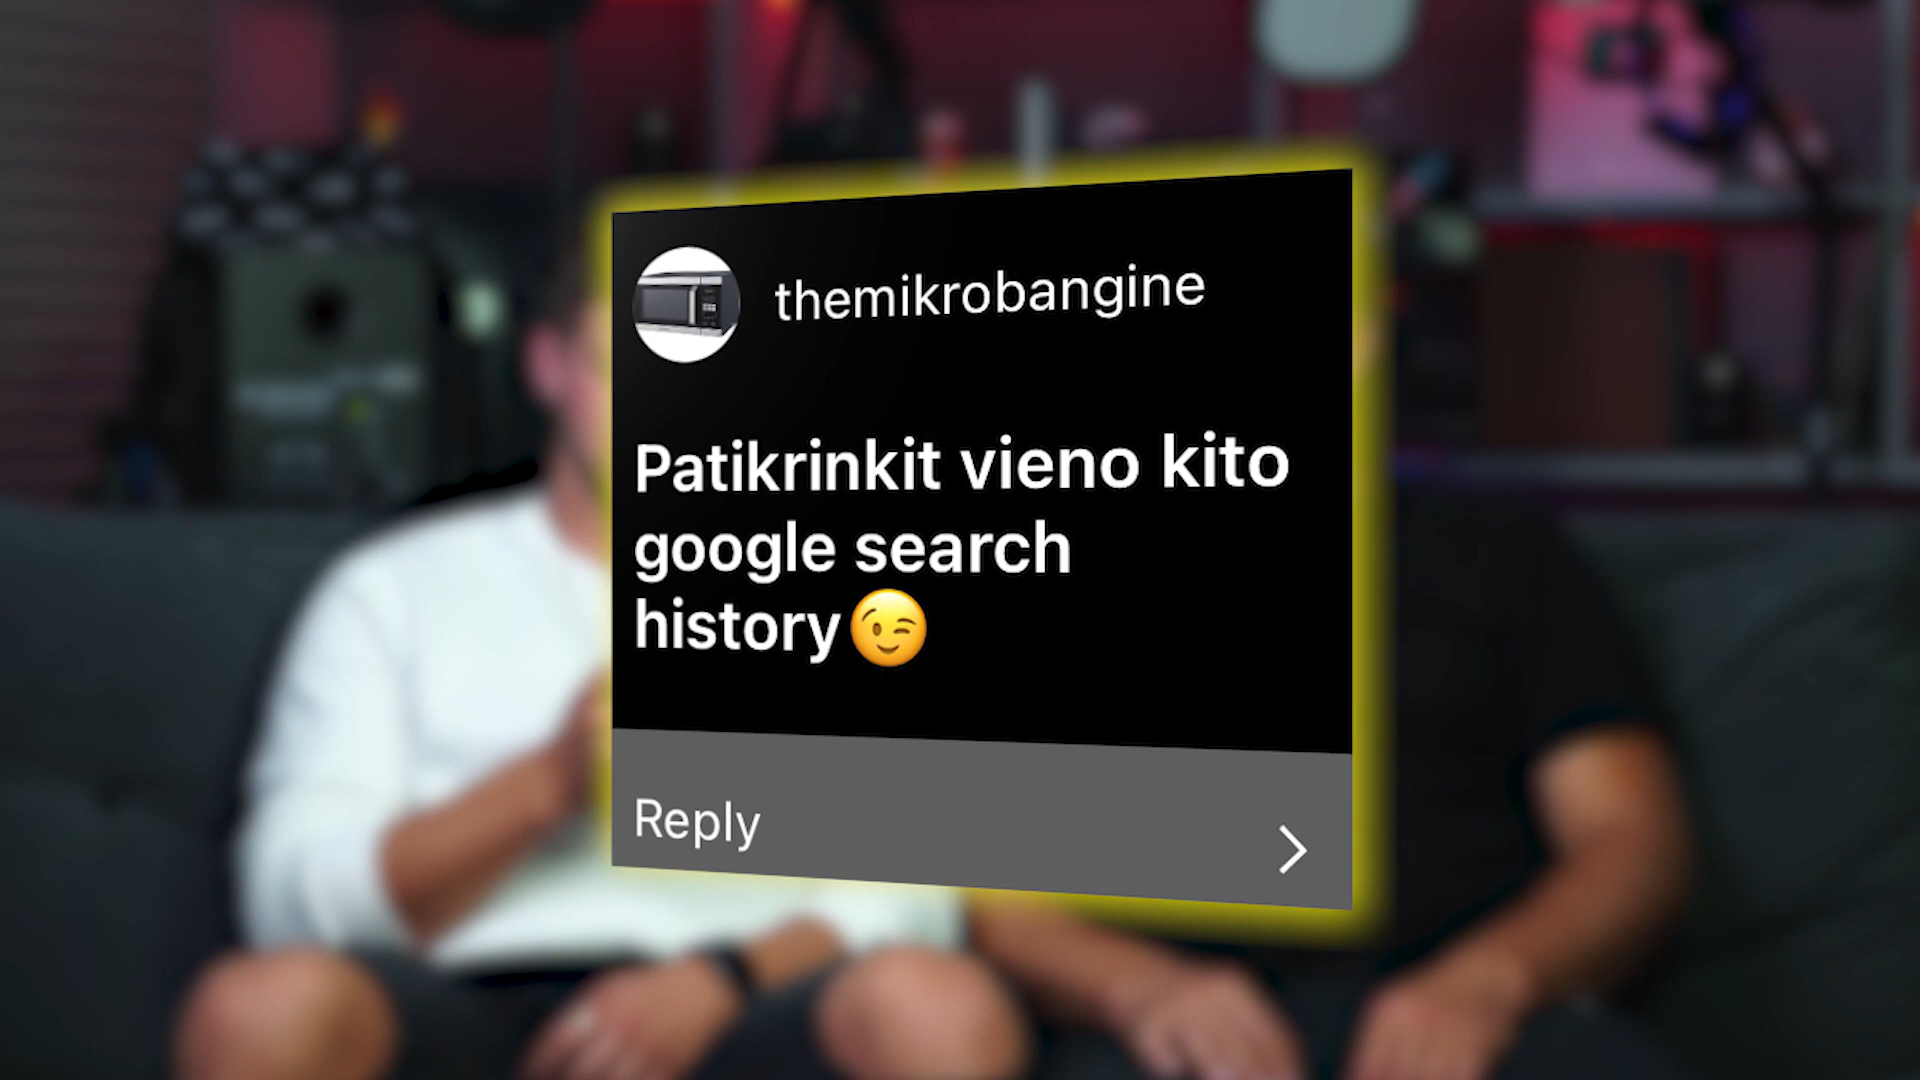 themikrobangine
Patikrinkit vieno kito
google search
history😉
Reply